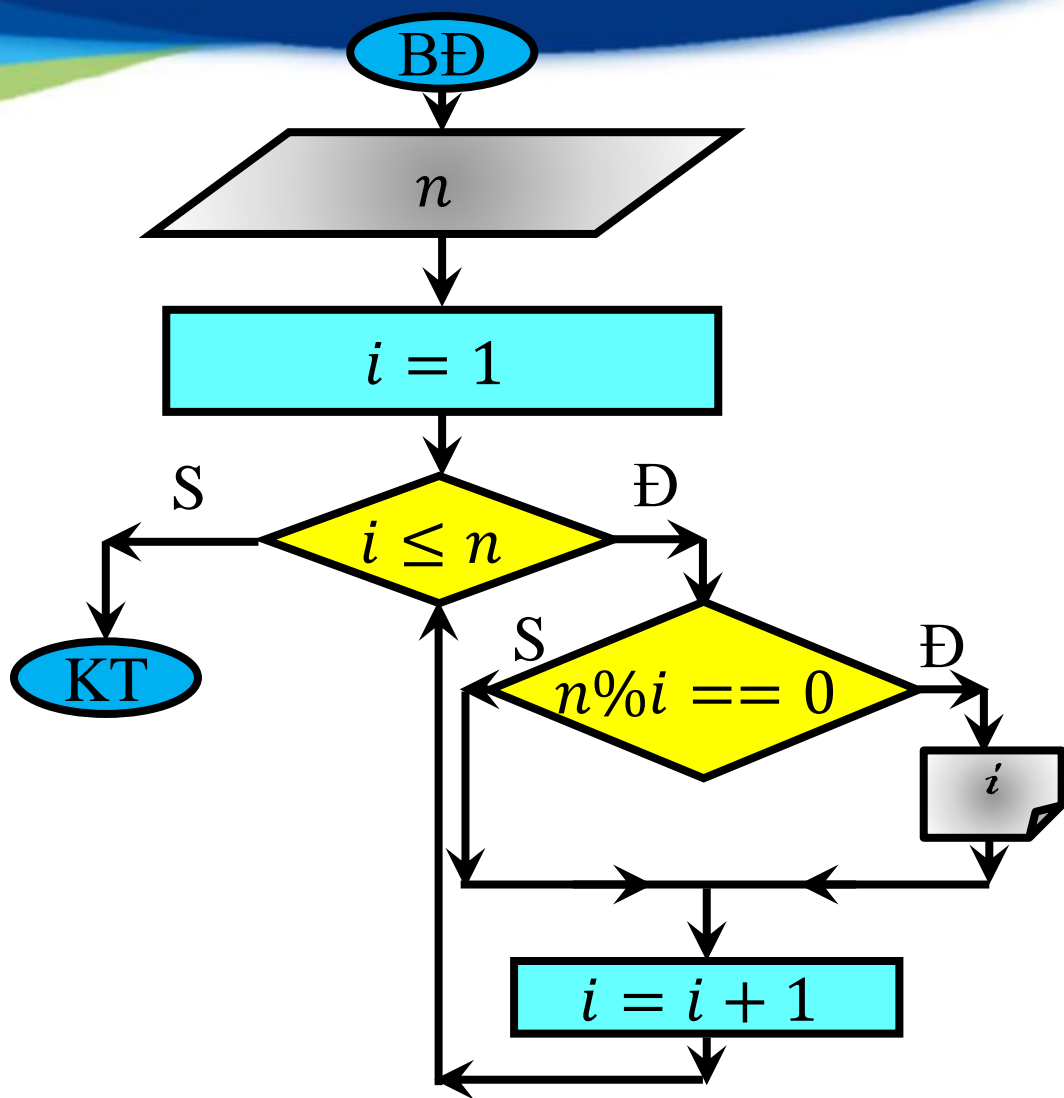 BĐ
n
i = 1
S
Đ
i ≤ n
KT
S
Đ
n%i == 0
i
i = i + 1